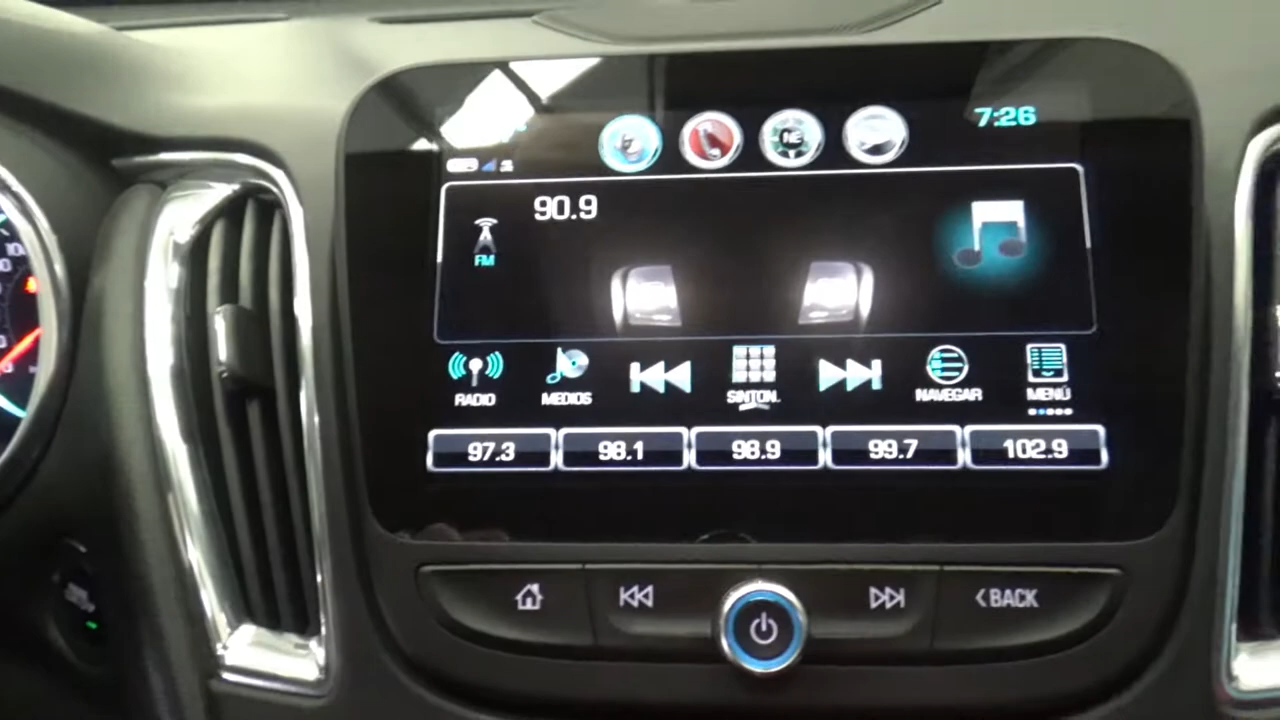 7:26
NE
90.9
FM
RADIO
MEDIOS
SINTON.
NAVEGAR
MENÚ
97.3 98.1 98.9 99.7 102.9
BACK